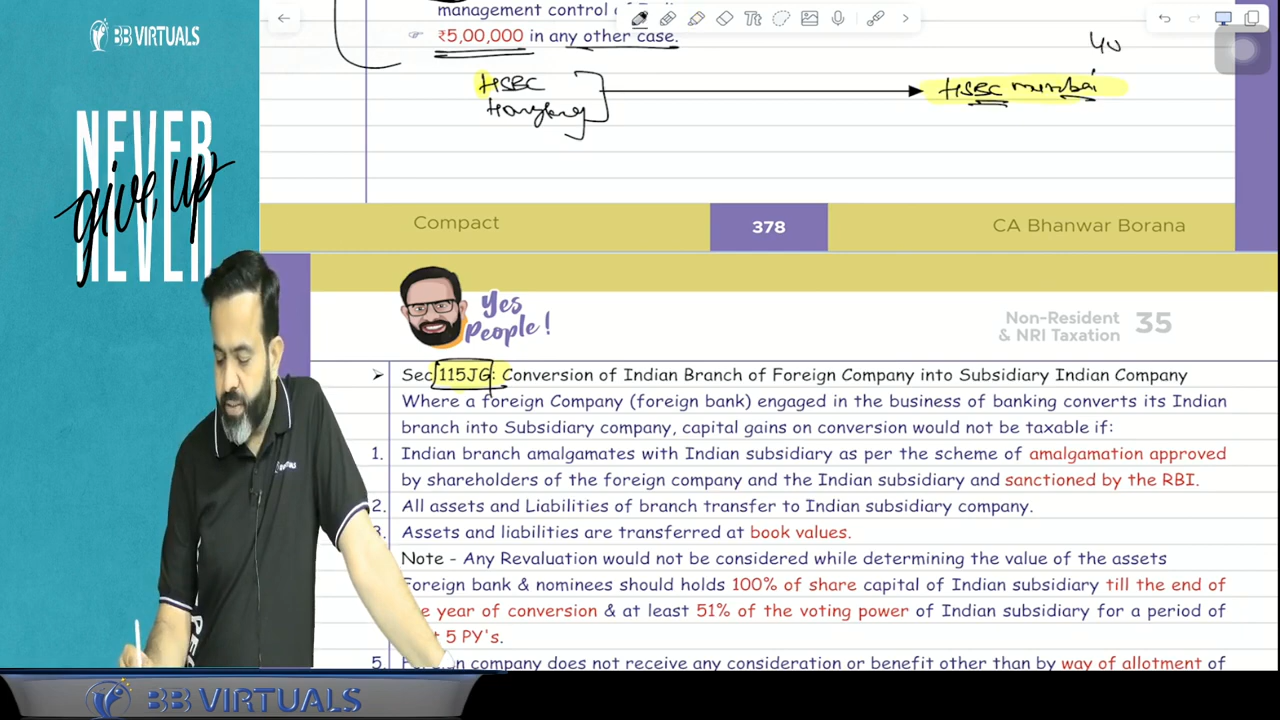 BB VIRTUALS
NEVER
give up
NEVER
management control
₹5,00,000 in any other case.
HSBC
Hongkong
HSBC mumbai
Compact
378
CA Bhanwar Borana
Yes
People!
Non-Resident
& NRI Taxation
35
➤ Sec 115JG: Conversion of Indian Branch of Foreign Company into Subsidiary Indian Company
Where a foreign Company (foreign bank) engaged in the business of banking converts its Indian
branch into Subsidiary company, capital gains on conversion would not be taxable if:
1. Indian branch amalgamates with Indian subsidiary as per the scheme of amalgamation approved
by shareholders of the foreign company and the Indian subsidiary and sanctioned by the RBI.
2. All assets and Liabilities of branch transfer to Indian subsidiary company.
3. Assets and liabilities are transferred at book values.
Note - Any Revaluation would not be considered while determining the value of the assets
Foreign bank & nominees should holds 100% of share capital of Indian subsidiary till the end of
year of conversion & at least 51% of the voting power of Indian subsidiary for a period of
5 PY's.
5. Foreign company does not receive any consideration or benefit other than by way of allotment of
BB VIRTUALS